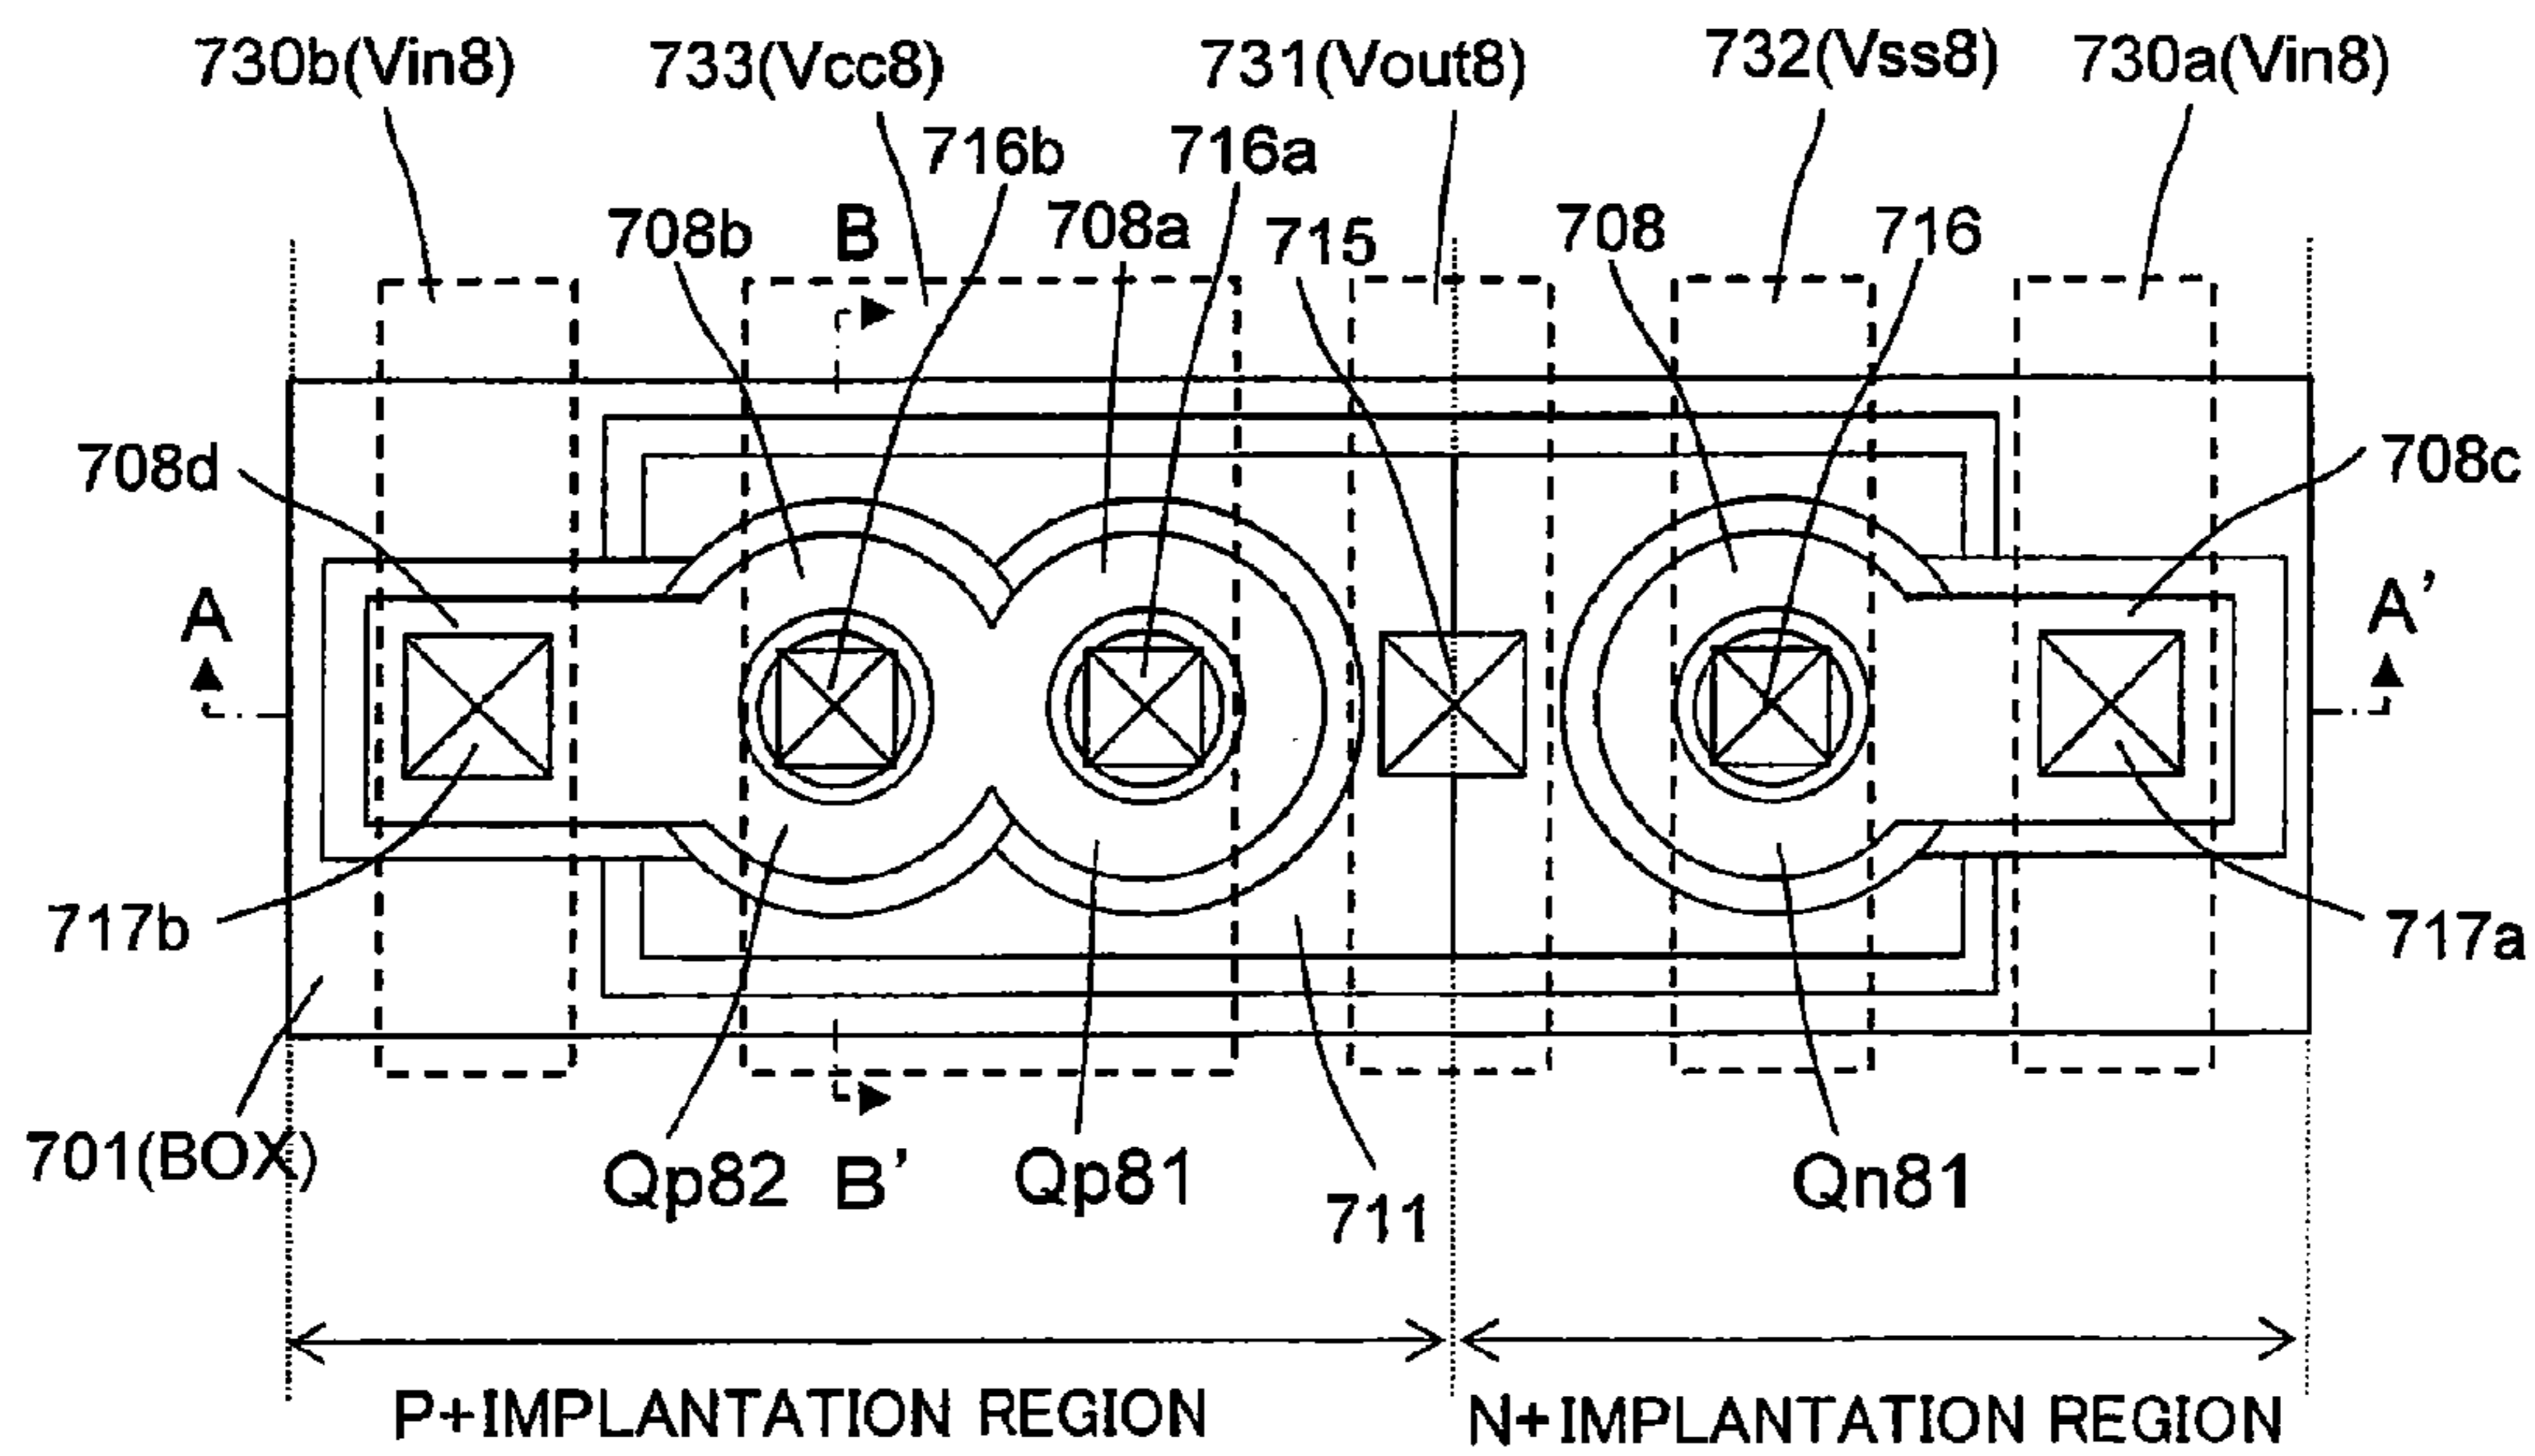 730b(Vin8) 733(Vcc8) 731(Vout8) 732(Vss8) 730a(Vin8)
716b 716a
708b B 708a 715 708 716
708d 708c
A A’
717b 717a
701(BOX) Qp82 B’ Qp81 711 Qn81
P+IMPLANTATION REGION N+IMPLANTATION REGION